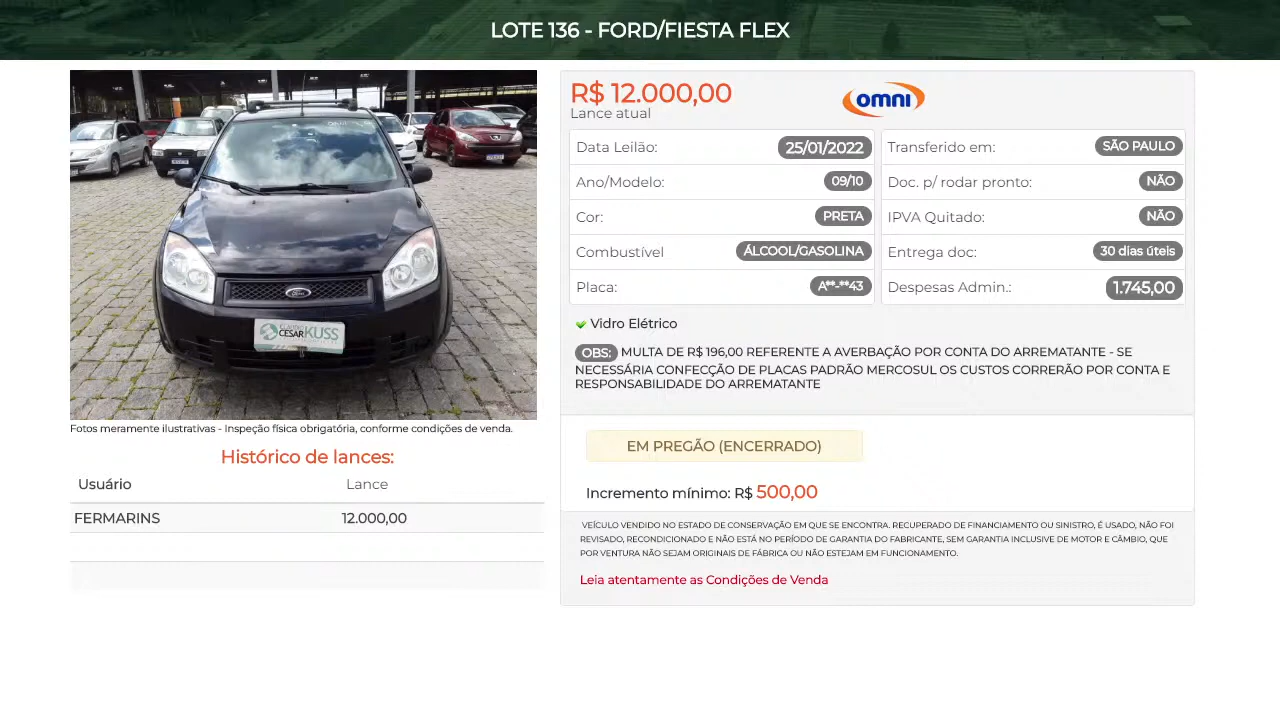 LOTE 136 - FORD/FIESTA FLEX
CESAR KUSS
Fotos meramente ilustrativas - Inspeção física obrigatória, conforme condições de venda.
Histórico de lances:
Usuário Lance
FERMARINS 12.000,00
R$ 12.000,00
Lance atual
omni
Data Leilão: 25/01/2022
Ano/Modelo: 09/10
Cor: PRETA
Combustível ÁLCOOL/GASOLINA
Placa: A**-**43
Transferido em: SÃO PAULO
Doc. p/ rodar pronto: NÃO
IPVA Quitado: NÃO
Entrega doc: 30 dias úteis
Despesas Admin.: 1.745,00
Vidro Elétrico
OBS: MULTA DE R$ 196,00 REFERENTE A AVERBAÇÃO POR CONTA DO ARREMATANTE - SE
NECESSÁRIA CONFECÇÃO DE PLACAS PADRÃO MERCOSUL OS CUSTOS CORRERÃO POR CONTA E
RESPONSABILIDADE DO ARREMATANTE
EM PREGÃO (ENCERRADO)
Incremento mínimo: R$ 500,00
VEÍCULO VENDIDO NO ESTADO DE CONSERVAÇÃO EM QUE SE ENCONTRA. RECUPERADO DE FINANCIAMENTO OU SINISTRO, É USADO, NÃO FOI
REVISADO, RECONDICIONADO E NÃO ESTÁ NO PERÍODO DE GARANTIA DO FABRICANTE, SEM GARANTIA INCLUSIVE DE MOTOR E CÂMBIO, QUE
POR VENTURA NÃO SEJAM ORIGINAIS DE FÁBRICA OU NÃO ESTEJAM EM FUNCIONAMENTO.
Leia atentamente as Condições de Venda